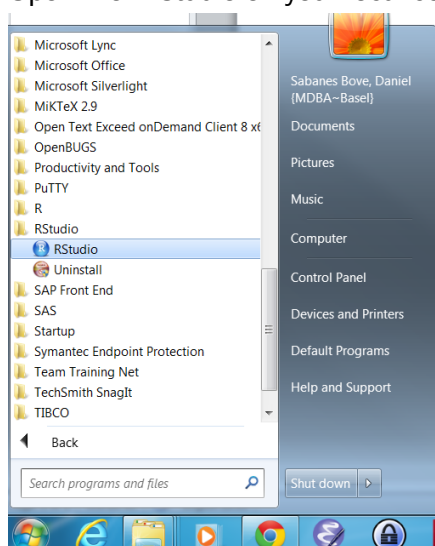 Microsoft Lync
Microsoft Office
Microsoft Silverlight
MiKTeX 2.9
Open Text Exceed onDemand Client 8
OpenBUGS
Productivity and Tools
PuTTY
R
RStudio
RStudio
Uninstall
SAP Front End
SAS
Startup
Symantec Endpoint Protection
Team Training Net
TechSmith SnagIt
TIBCO
Back
Search programs and files
Sabanes Bove, Daniel
{MDBA~Basel}
Documents
Pictures
Music
Computer
Control Panel
Devices and Printers
Default Programs
Help and Support
Shut down